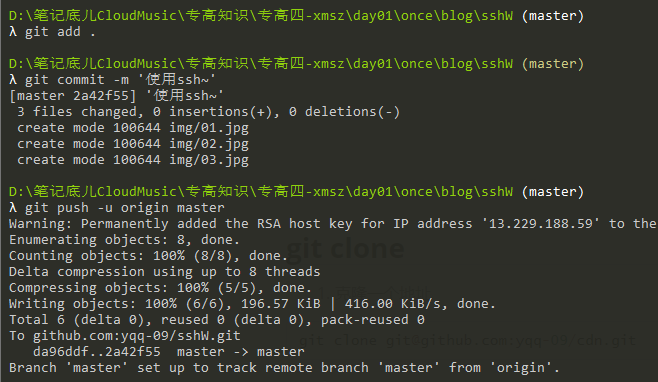 D:\笔记底儿CloudMusic\专高知识\专高四-xmsz\day01\once\blog\sshW (master)
λ git add .
D:\笔记底儿CloudMusic\专高知识\专高四-xmsz\day01\once\blog\sshW (master)
λ git commit -m '使用ssh~'
[master 2a42f55] '使用ssh~'
3 files changed, 0 insertions(+), 0 deletions(-)
create mode 100644 img/01.jpg
create mode 100644 img/02.jpg
create mode 100644 img/03.jpg
D:\笔记底儿CloudMusic\专高知识\专高四-xmsz\day01\once\blog\sshW (master)
λ git push -u origin master
Warning: Permanently added the RSA host key for IP address '13.229.188.59' to the
Enumerating objects: 8, done.
git clone
Counting objects: 100% (8/8), done.
Delta compression using up to 8 threads
Compressing objects: 100% (5/5), done.
Writing objects: 100% (6/6), 196.57 KiB | 416.00 KiB/s, done.
Total 6 (delta 0), reused 0 (delta 0), pack-reused 0
To github.com:yqq-09/sshW.git
da96ddf..2a42f55  master -> master
Branch 'master' set up to track remote branch 'master' from 'origin'.